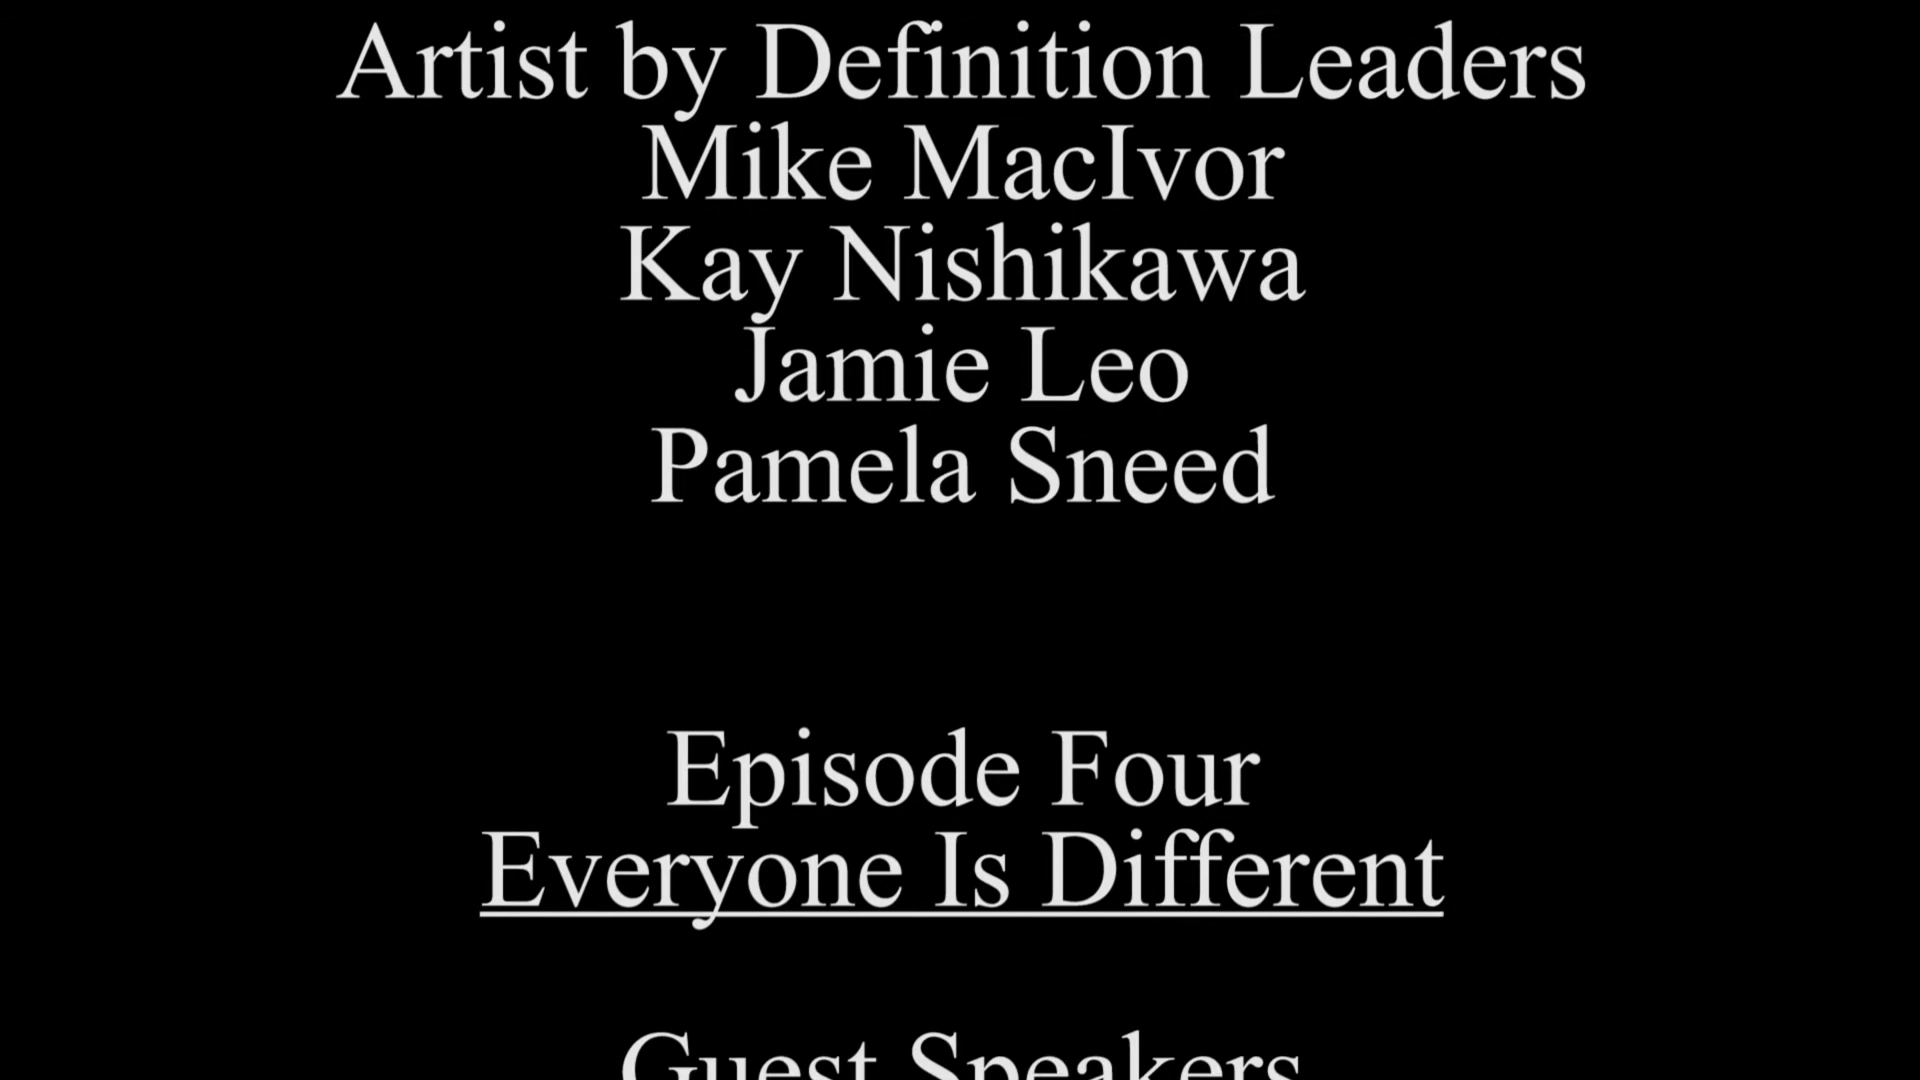 Artist by Definition Leaders
Mike MacIvor
Kay Nishikawa
Jamie Leo
Pamela Sneed
Episode Four
Everyone Is Different
Guest Speakers